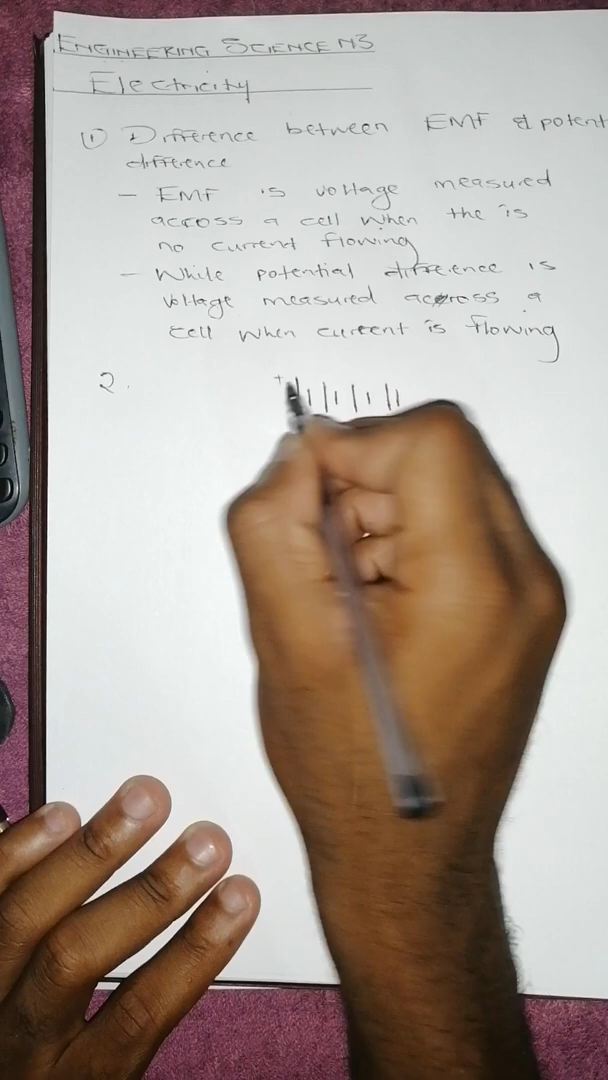 ENGINEERING SCIENCE N3
Electricity
① Difference between EMF & potent
difference
- EMF is voltage measured
across a cell when the is
no current flowing
- While potential difference is
voltage measured across a
cell when current is flowing
2.
+